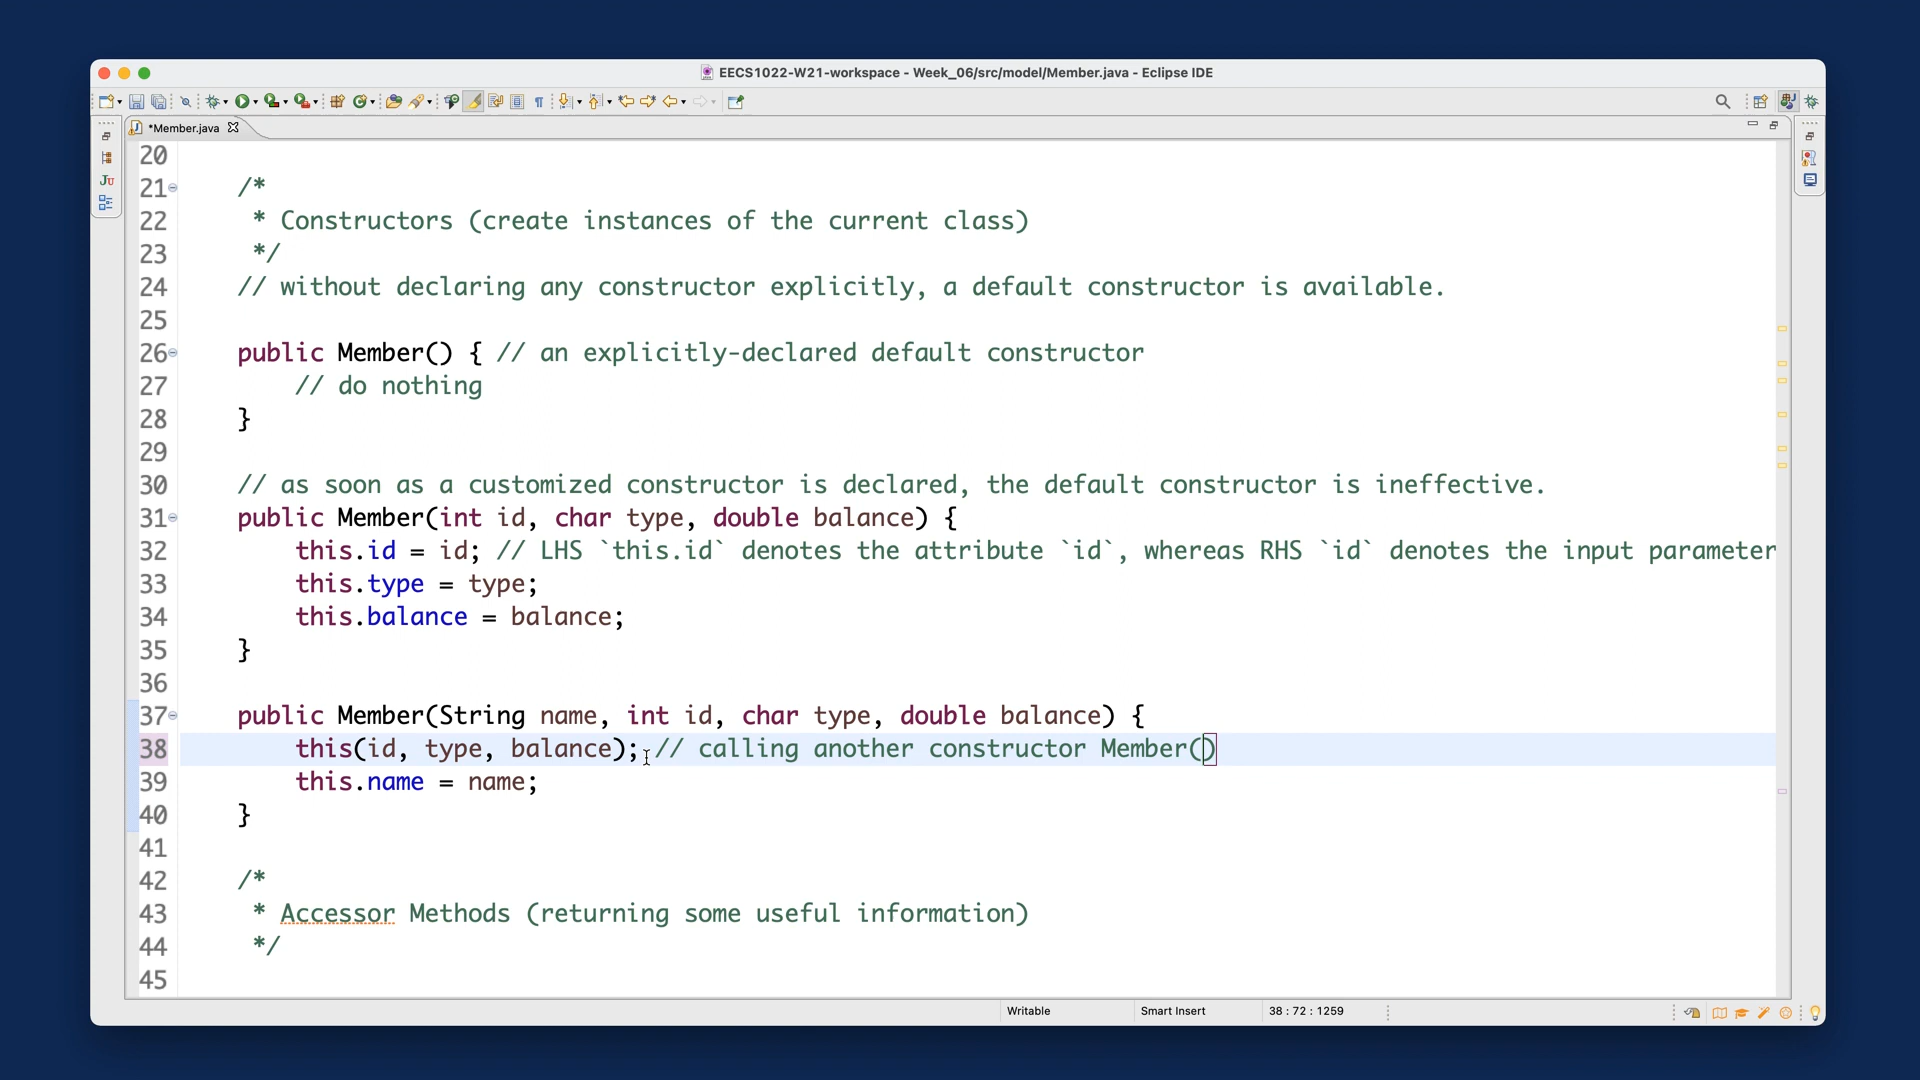 EECS1022-W21-workspace - Week_06/src/model/Member.java - Eclipse IDE
*Member.java
20
21 /*
22 * Constructors (create instances of the current class)
23 */
24 // without declaring any constructor explicitly, a default constructor is available.
25
26 public Member() { // an explicitly-declared default constructor
27 // do nothing
28 }
29
30 // as soon as a customized constructor is declared, the default constructor is ineffective.
31 public Member(int id, char type, double balance) {
32 this.id = id; // LHS `this.id` denotes the attribute `id`, whereas RHS `id` denotes the input parameter
33 this.type = type;
34 this.balance = balance;
35 }
36
37 public Member(String name, int id, char type, double balance) {
38 this(id, type, balance); // calling another constructor Member()
39 this.name = name;
40 }
41
42 /*
43 * Accessor Methods (returning some useful information)
44 */
45
Writable Smart Insert 38 : 72 : 1259